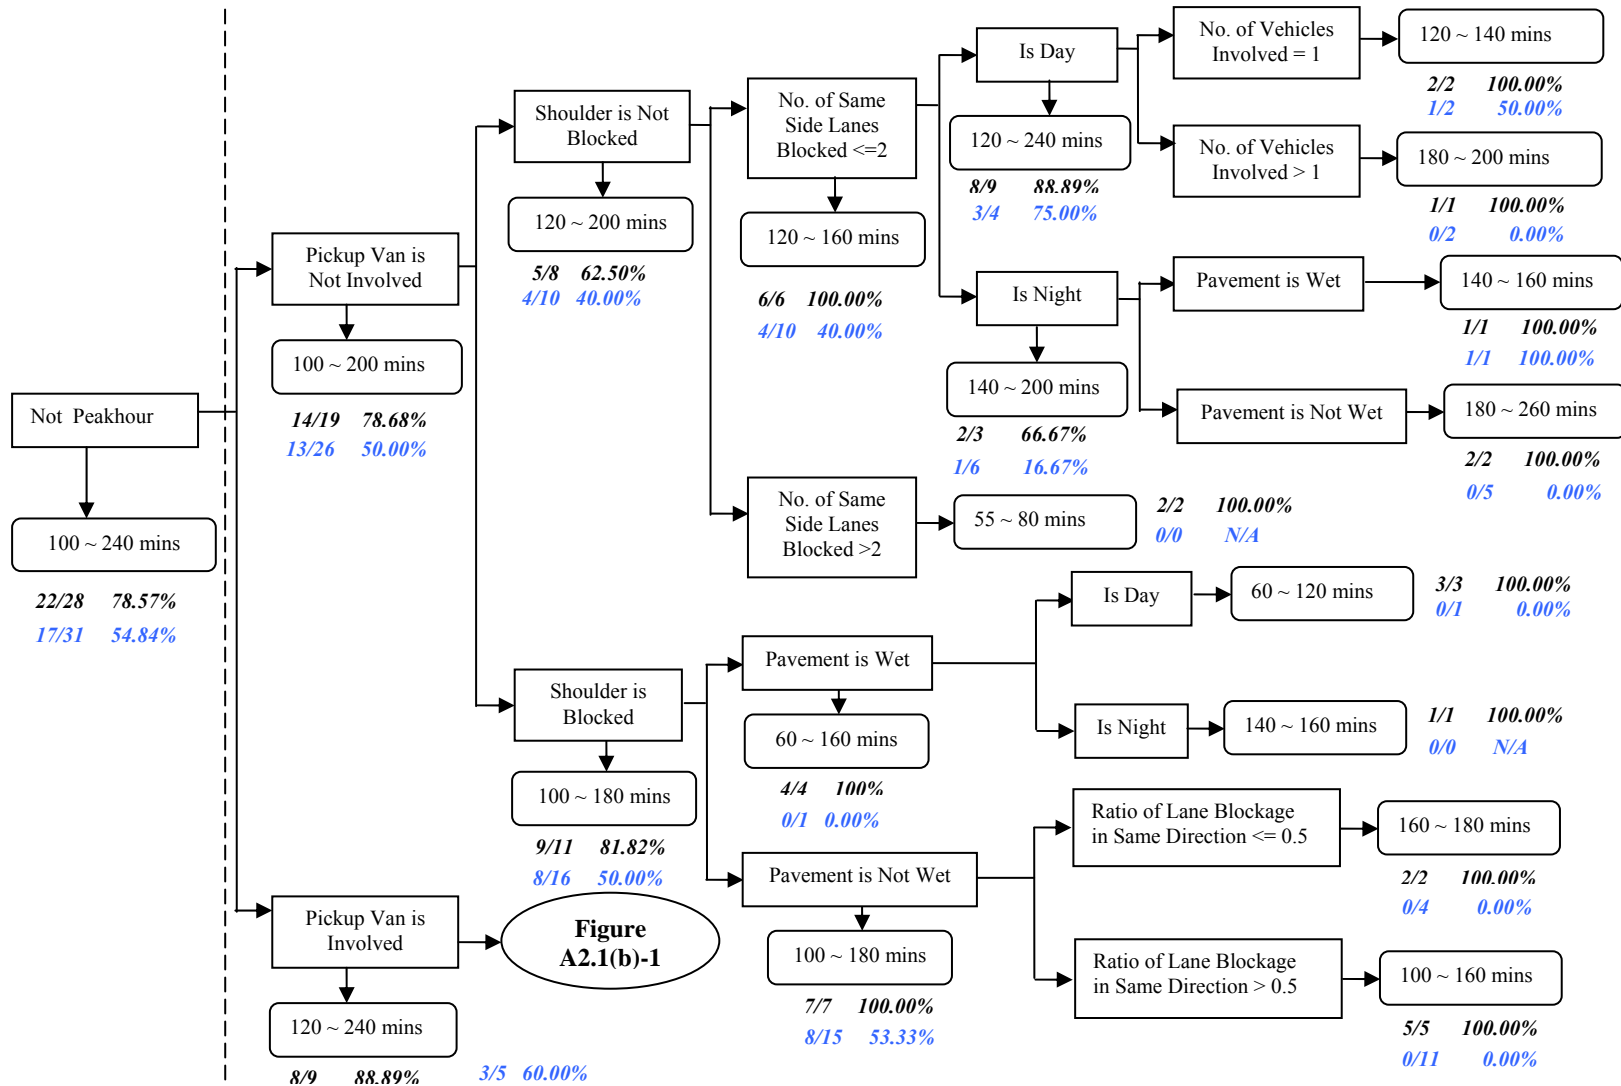 Not Peakhour
100 ~ 240 mins
22/28 78.57%
17/31 54.84%
Pickup Van is
Not Involved
100 ~ 200 mins
14/19 78.68%
13/26 50.00%
Pickup Van is
Involved
120 ~ 240 mins
8/9 88.89%
3/5 60.00%
Figure
A2.1(b)-1
Shoulder is Not
Blocked
120 ~ 200 mins
5/8 62.50%
4/10 40.00%
Shoulder is
Blocked
100 ~ 180 mins
9/11 81.82%
8/16 50.00%
No. of Same
Side Lanes
Blocked <=2
120 ~ 160 mins
6/6 100.00%
4/10 40.00%
No. of Same
Side Lanes
Blocked >2
55 ~ 80 mins
2/2 100.00%
0/0 N/A
Is Day
120 ~ 240 mins
8/9 88.89%
3/4 75.00%
Is Night
140 ~ 200 mins
2/3 66.67%
1/6 16.67%
No. of Vehicles
Involved = 1
120 ~ 140 mins
2/2 100.00%
1/2 50.00%
No. of Vehicles
Involved > 1
180 ~ 200 mins
1/1 100.00%
0/2 0.00%
Pavement is Wet
140 ~ 160 mins
1/1 100.00%
1/1 100.00%
Pavement is Not Wet
180 ~ 260 mins
2/2 100.00%
0/5 0.00%
Pavement is Wet
60 ~ 160 mins
4/4 100%
0/1 0.00%
Is Day
60 ~ 120 mins
3/3 100.00%
0/1 0.00%
Is Night
140 ~ 160 mins
1/1 100.00%
0/0 N/A
Pavement is Not Wet
100 ~ 180 mins
7/7 100.00%
8/15 53.33%
Ratio of Lane Blockage
in Same Direction <= 0.5
160 ~ 180 mins
2/2 100.00%
0/4 0.00%
Ratio of Lane Blockage
in Same Direction > 0.5
100 ~ 160 mins
5/5 100.00%
0/11 0.00%